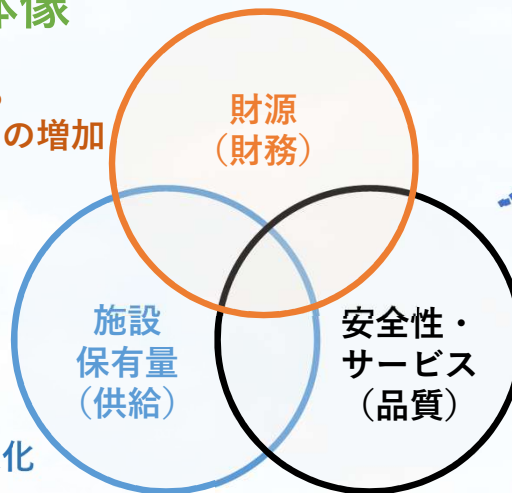 体像
の増加
財源
（財務）
施設
保有量
（供給）
安全性・
サービス
（品質）
化